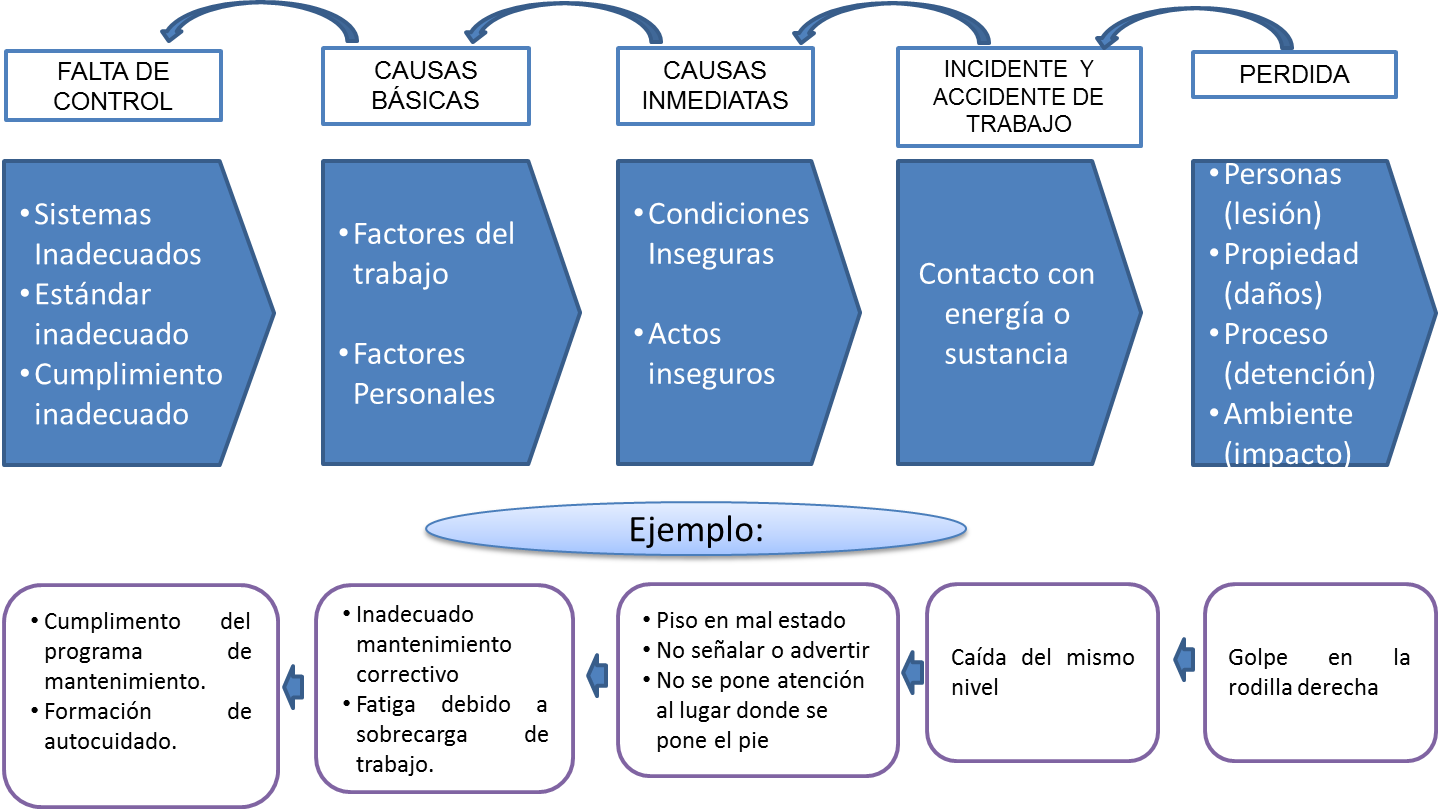 FALTA DE
CONTROL
CAUSAS
BÁSICAS
CAUSAS
INMEDIATAS
INCIDENTE Y
ACCIDENTE DE
TRABAJO
PERDIDA
• Sistemas
Inadecuados
• Estándar
inadecuado
• Cumplimiento
inadecuado
• Factores del
trabajo
• Factores
Personales
• Condiciones
Inseguras
• Actos
inseguros
Contacto con
energía o
sustancia
• Personas
(lesión)
• Propiedad
(daños)
• Proceso
(detención)
• Ambiente
(impacto)
Ejemplo:
• Cumplimento del
programa de
mantenimiento.
• Formación de
autocuidado.
• Inadecuado
mantenimiento
correctivo
• Fatiga debido a
sobrecarga de
trabajo.
• Piso en mal estado
• No señalar o advertir
• No se pone atención
al lugar donde se
pone el pie
Caída del mismo
nivel
Golpe en la
rodilla derecha